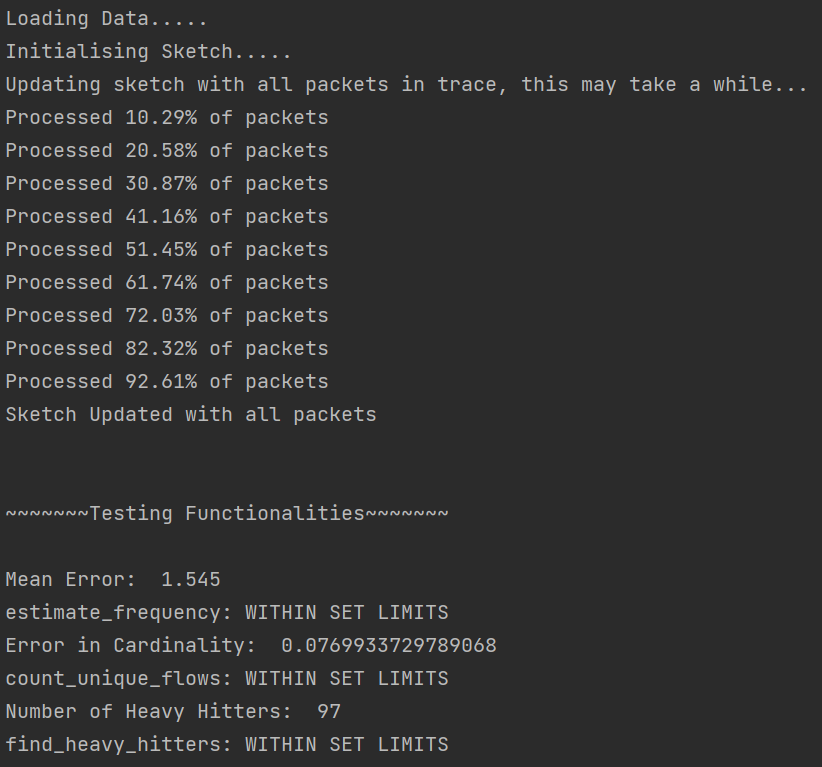 Loading Data.....
Initialising Sketch.....
Updating sketch with all packets in trace, this may take a while...
Processed 10.29% of packets
Processed 20.58% of packets
Processed 30.87% of packets
Processed 41.16% of packets
Processed 51.45% of packets
Processed 61.74% of packets
Processed 72.03% of packets
Processed 82.32% of packets
Processed 92.61% of packets
Sketch Updated with all packets
~~~~~~~Testing Functionalities~~~~~~~
Mean Error:  1.545
estimate_frequency: WITHIN SET LIMITS
Error in Cardinality:  0.0769933729789068
count_unique_flows: WITHIN SET LIMITS
Number of Heavy Hitters:  97
find_heavy_hitters: WITHIN SET LIMITS